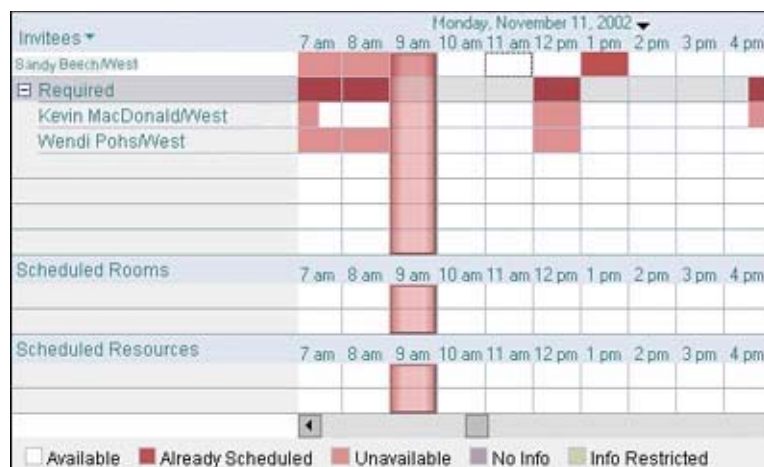 Monday, November 11, 2002
Invitees
7 am 8 am 9 am 10 am 11 am 12 pm 1 pm 2 pm 3 pm 4 pm
Sandy Beech/West
Required
Kevin MacDonald/West
Wendi Pohs/West
Scheduled Rooms
7 am 8 am 9 am 10 am 11 am 12 pm 1 pm 2 pm 3 pm 4 pm
Scheduled Resources
7 am 8 am 9 am 10 am 11 am 12 pm 1 pm 2 pm 3 pm 4 pm
Available Already Scheduled Unavailable No Info Info Restricted